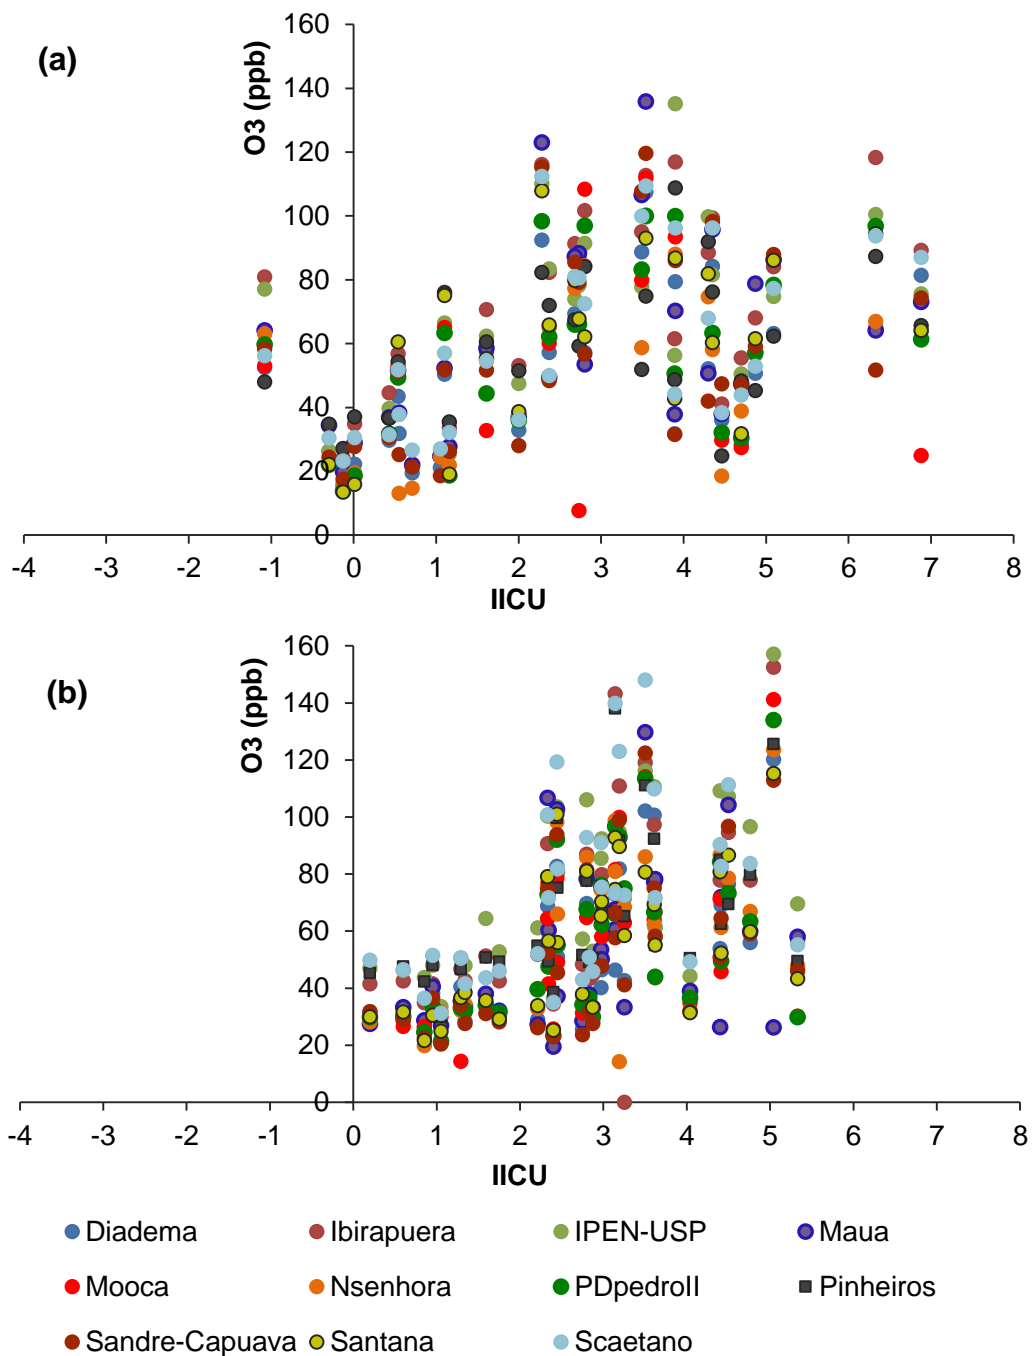 (a)
O3 (ppb)
160
140
120
100
80
60
40
20
0
-4 -3 -2 -1 0 1 2 3 4 5 6 7 8
IICU
(b)
O3 (ppb)
160
140
120
100
80
60
40
20
0
-4 -3 -2 -1 0 1 2 3 4 5 6 7 8
IICU
Diadema Ibirapuera IPEN-USP Maua
Mooca Nsenhora PDpedroII Pinheiros
Sandre-Capuava Santana Scaetano